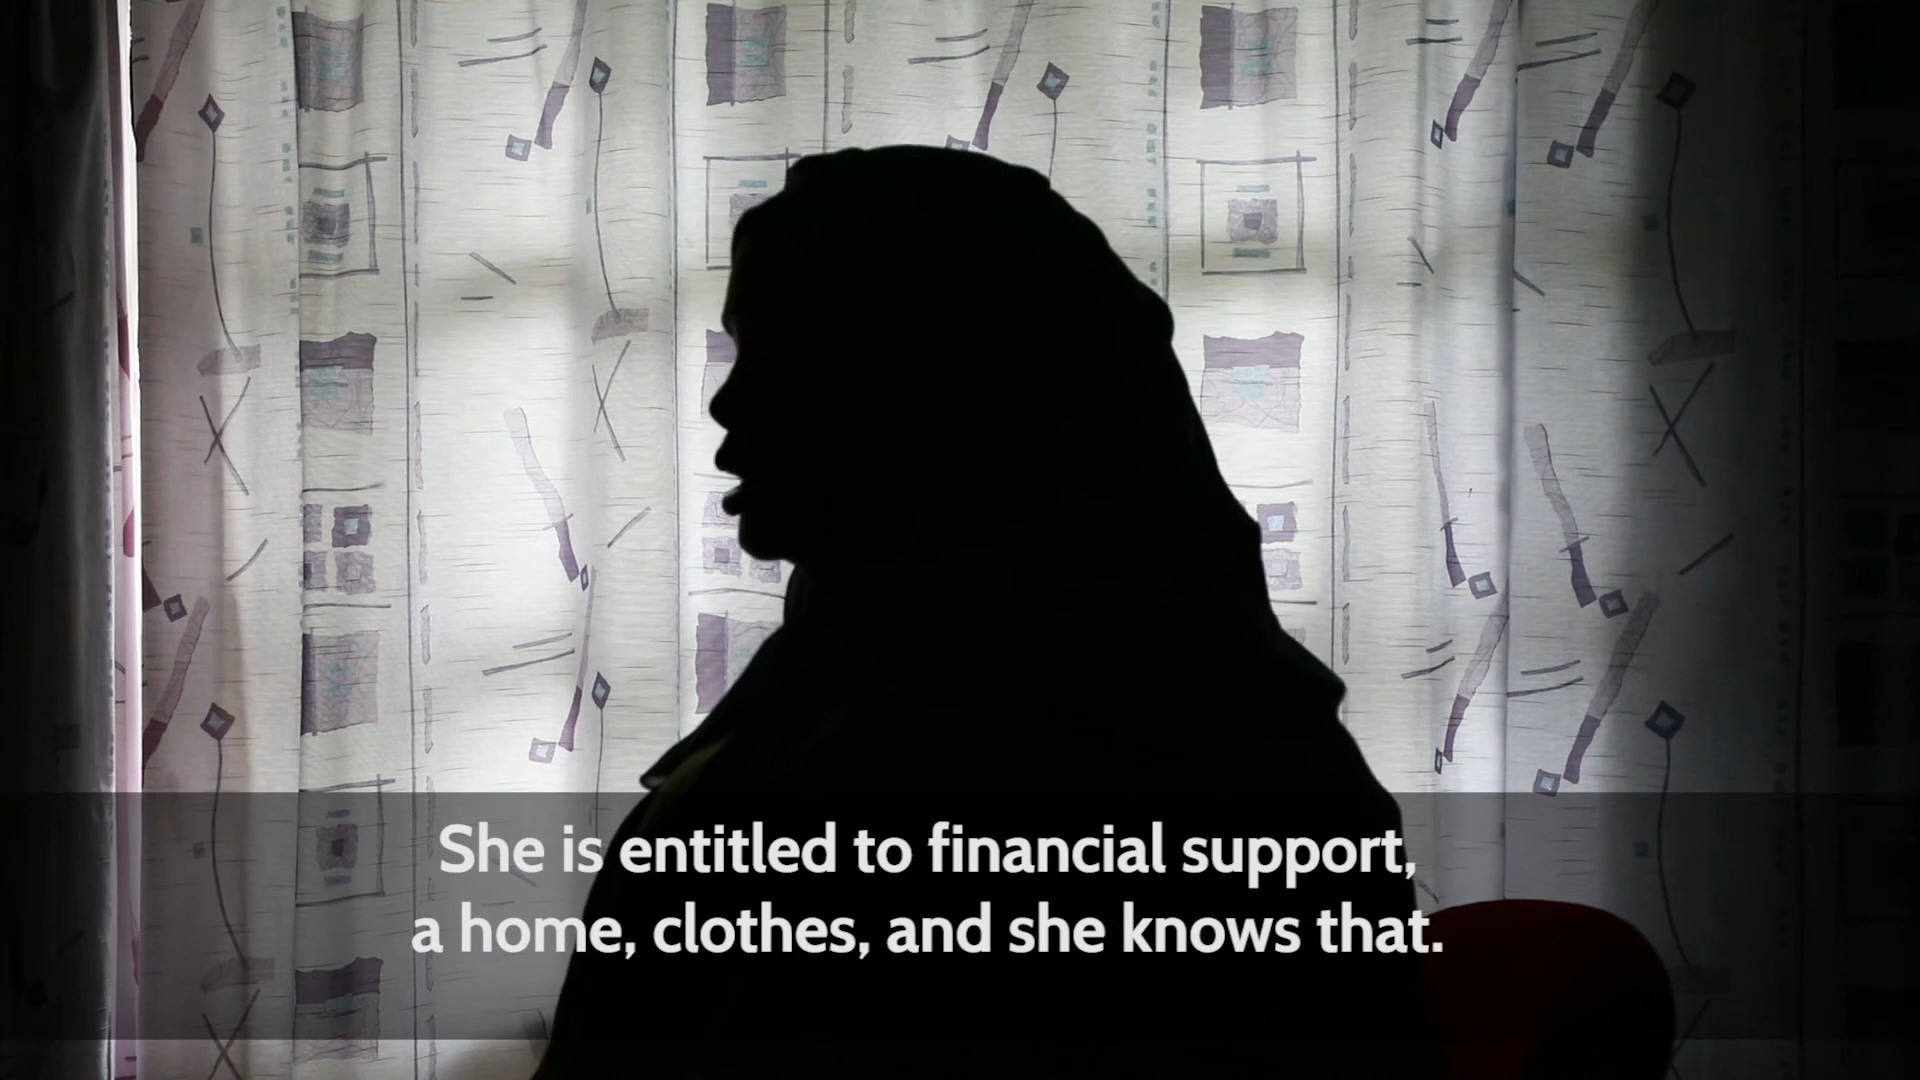 She is entitled to financial support,
a home, clothes, and she knows that.